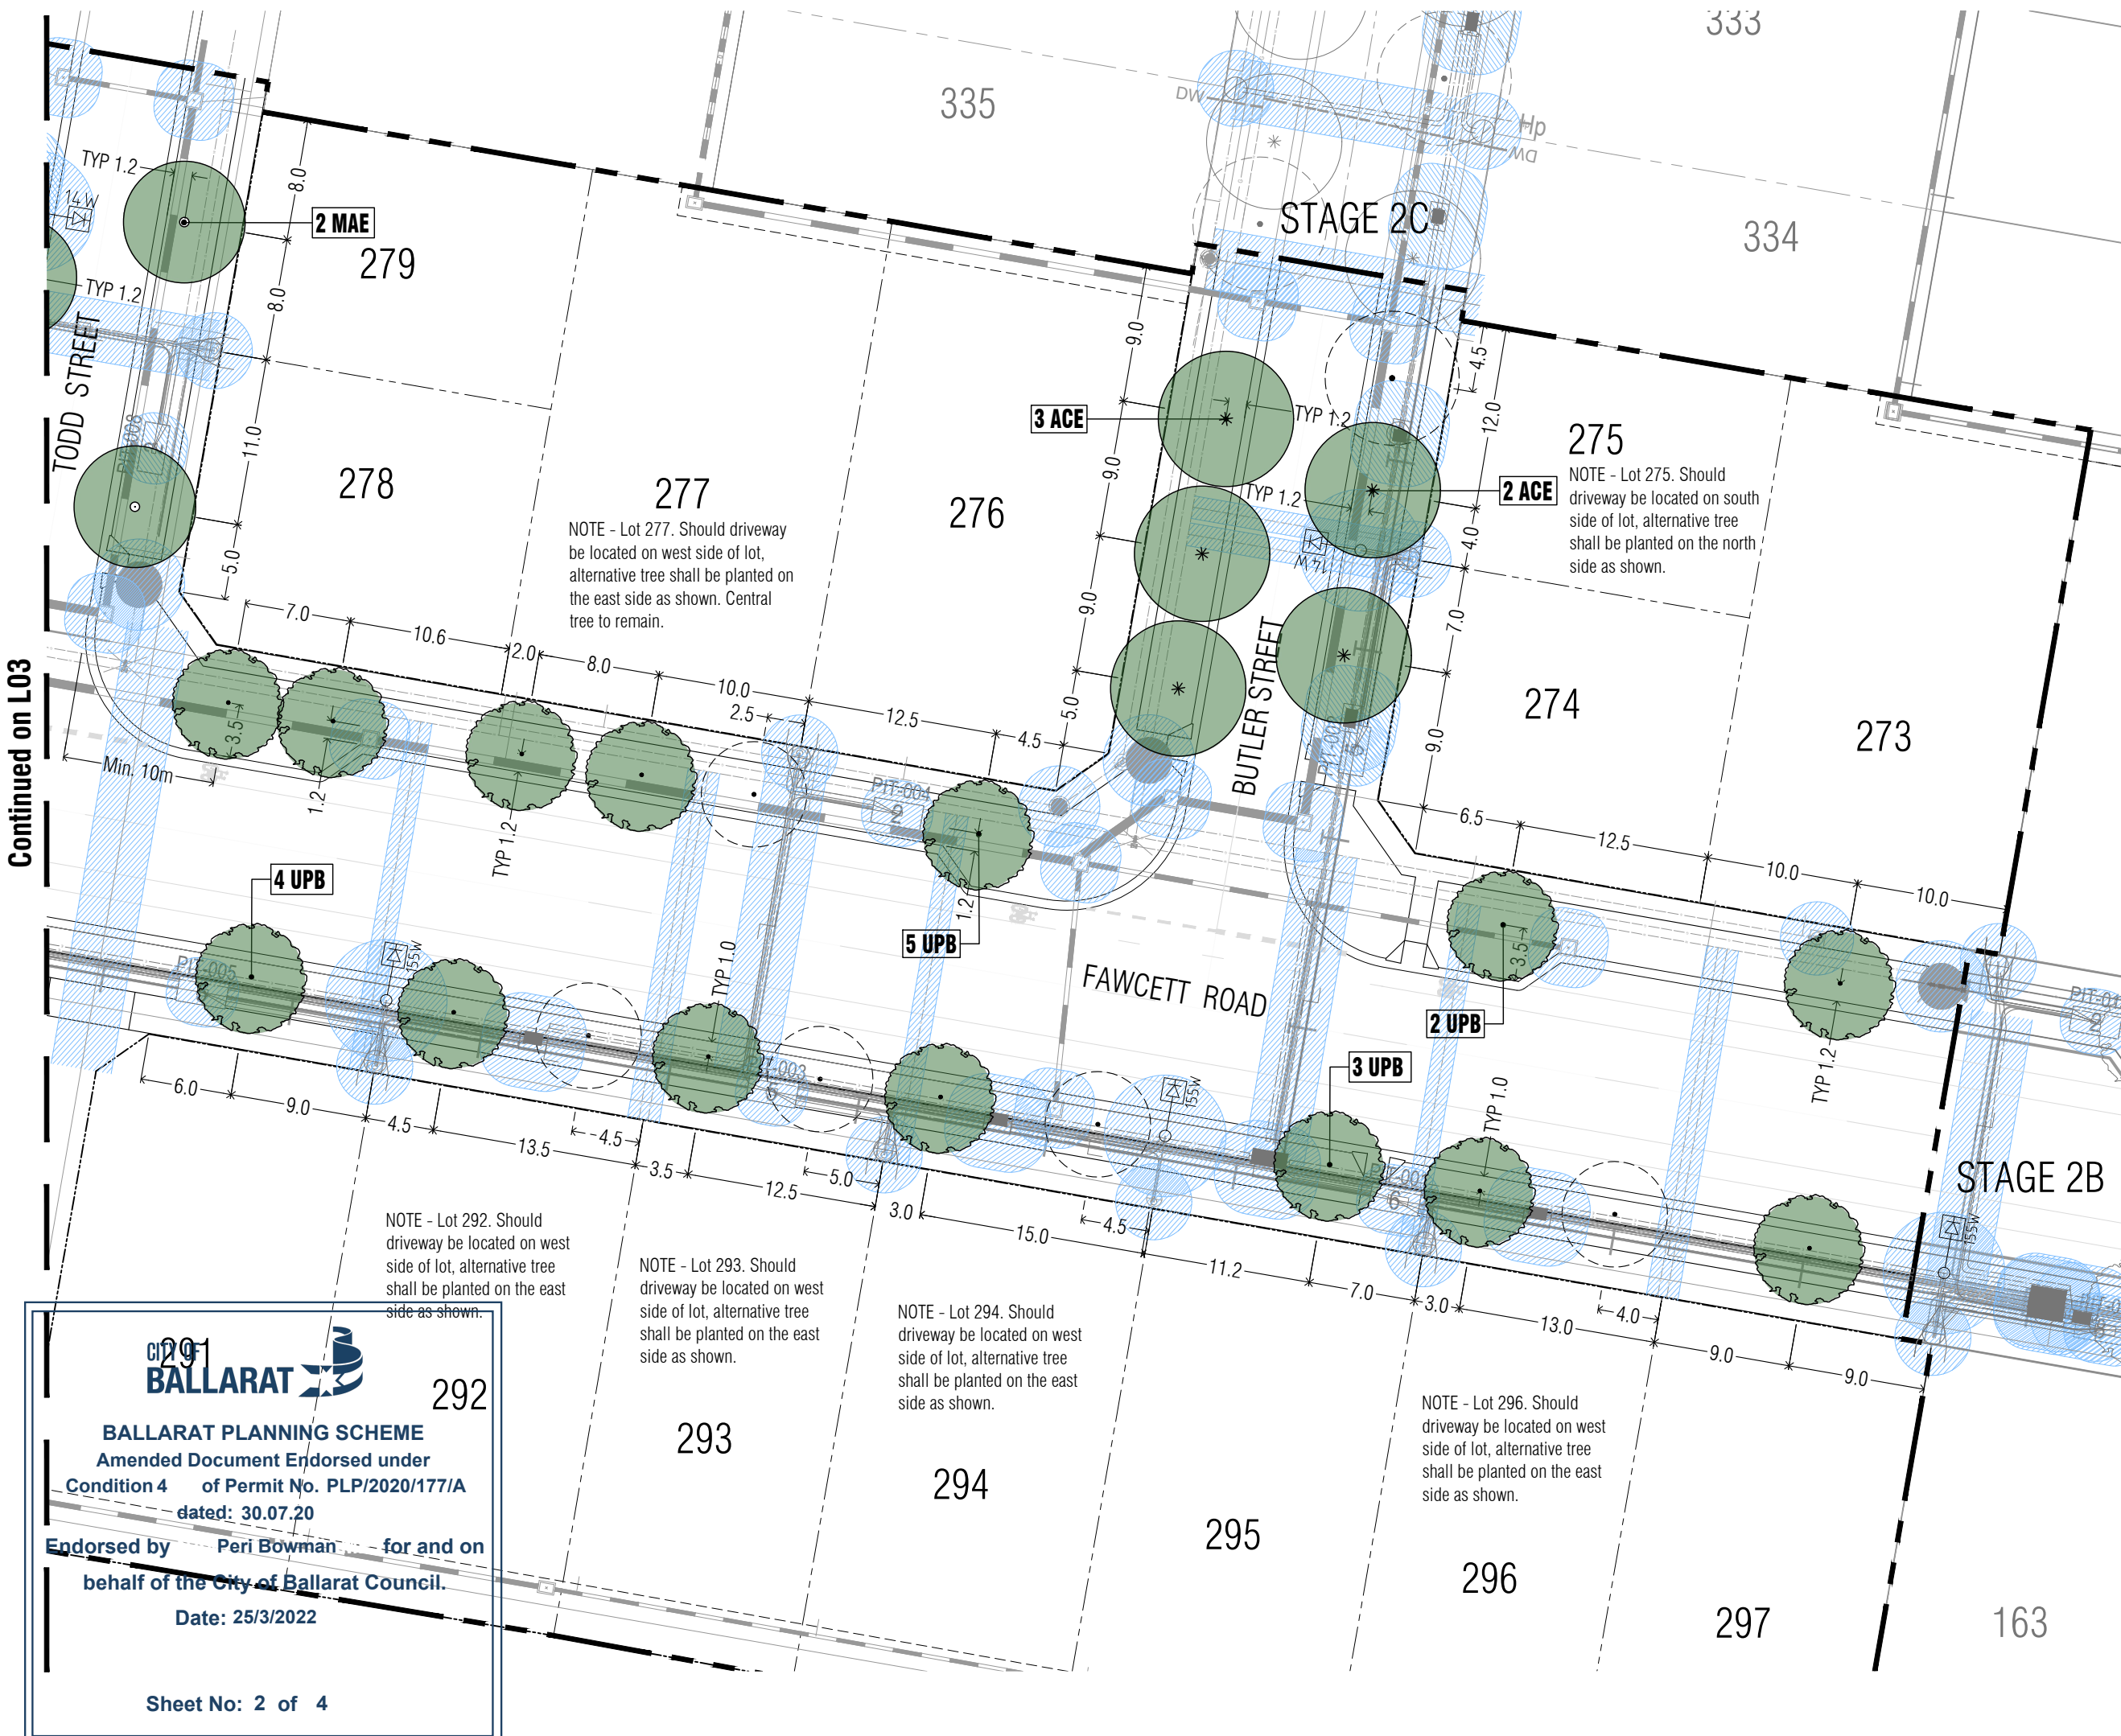 333
335
DW
Hp
DW
STAGE 2C
334
TYP 1.2
14W
2 MAE
279
8.0
8.0
TYP 1.2
TODD STREET
11.0
278
5.0
277
NOTE - Lot 277. Should driveway
be located on west side of lot,
alternative tree shall be planted on
the east side as shown. Central
tree to remain.
276
9.0
9.0
9.0
5.0
3 ACE
TYP 1.2
TYP 1.2
14W
2 ACE
4.5
12.0
4.0
7.0
9.0
275
NOTE - Lot 275. Should
driveway be located on south
side of lot, alternative tree
shall be planted on the north
side as shown.
BUTLER STREET
274
273
Continued on L03
7.0
10.6
2.0
8.0
10.0
2.5
12.5
4.5
3.5
Min. 10m
1.2
TYP 1.2
PIT-004
2
1.2
6.5
12.5
10.0
10.0
3.5
4 UPB
5 UPB
2 UPB
3 UPB
FAWCETT ROAD
PIT-005
155W
TYP 1.0
PIT-003
6
155W
TYP 1.0
TYP 1.2
6
2
STAGE 2B
155W
6.0
9.0
4.5
13.5
4.5
3.5
12.5
5.0
3.0
15.0
4.5
11.2
7.0
3.0
13.0
4.0
9.0
9.0
NOTE - Lot 292. Should
driveway be located on west
side of lot, alternative tree
shall be planted on the east
side as shown.
NOTE - Lot 293. Should
driveway be located on west
side of lot, alternative tree
shall be planted on the east
side as shown.
NOTE - Lot 294. Should
driveway be located on west
side of lot, alternative tree
shall be planted on the east
side as shown.
NOTE - Lot 296. Should
driveway be located on west
side of lot, alternative tree
shall be planted on the east
side as shown.
291
292
293
294
295
296
297
163
CITY OF
BALLARAT
BALLARAT PLANNING SCHEME
Amended Document Endorsed under
Condition 4 of Permit No. PLP/2020/177/A
dated: 30.07.20
Endorsed by Peri Bowman for and on
behalf of the City of Ballarat Council.
Date: 25/3/2022
Sheet No: 2 of 4